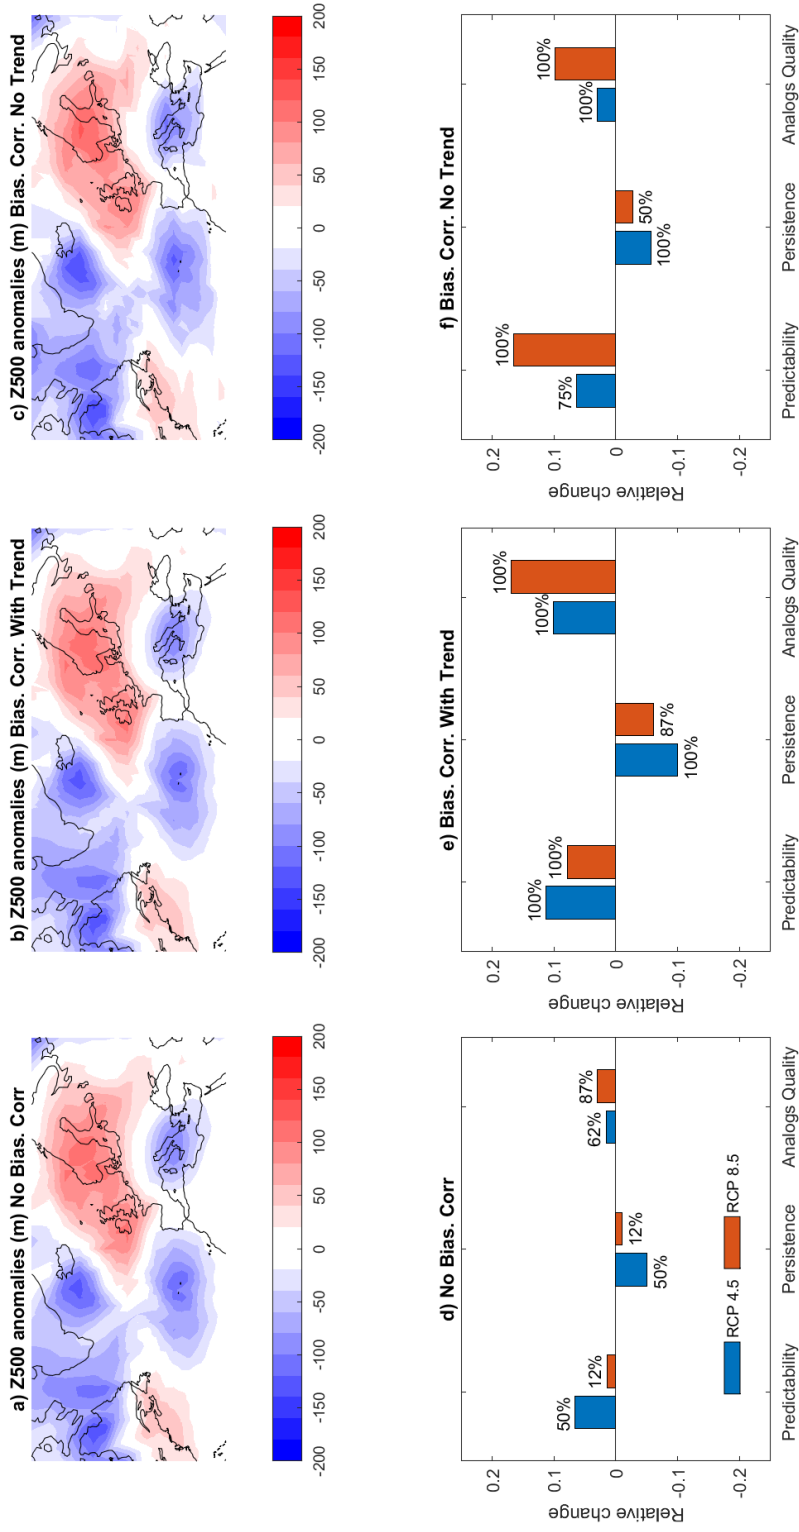 a) Z500 anomalies (m) No Bias. Corr
-200 -150 -100 -50 0 50 100 150 200
b) Z500 anomalies (m) Bias. Corr. With Trend
-200 -150 -100 -50 0 50 100 150 200
c) Z500 anomalies (m) Bias. Corr. No Trend
-200 -150 -100 -50 0 50 100 150 200
d) No Bias. Corr
Relative change
0.2
0.1
0
-0.1
-0.2
50% 12% 50% 12% 62% 87%
RCP 4.5 RCP 8.5
Predictability Persistence Analogs Quality
e) Bias. Corr. With Trend
Relative change
0.2
0.1
0
-0.1
-0.2
100% 100% 100% 87% 100% 100%
Predictability Persistence Analogs Quality
f) Bias. Corr. No Trend
Relative change
0.2
0.1
0
-0.1
-0.2
75% 100% 100% 50% 100% 100%
Predictability Persistence Analogs Quality